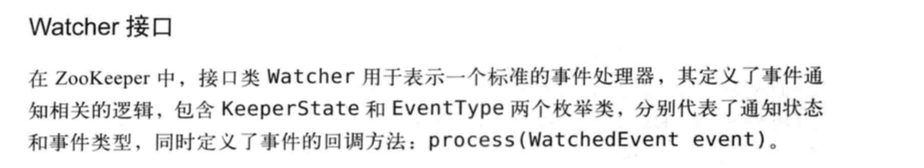 Watcher 接口
在 ZooKeeper 中，接口类 Watcher 用于表示一个标准的事件处理器，其定义了事件通
知相关的逻辑，包含 KeeperState 和 EventType 两个枚举类，分别代表了通知状态
和事件类型，同时定义了事件的回调方法：process(WatchedEvent event)。